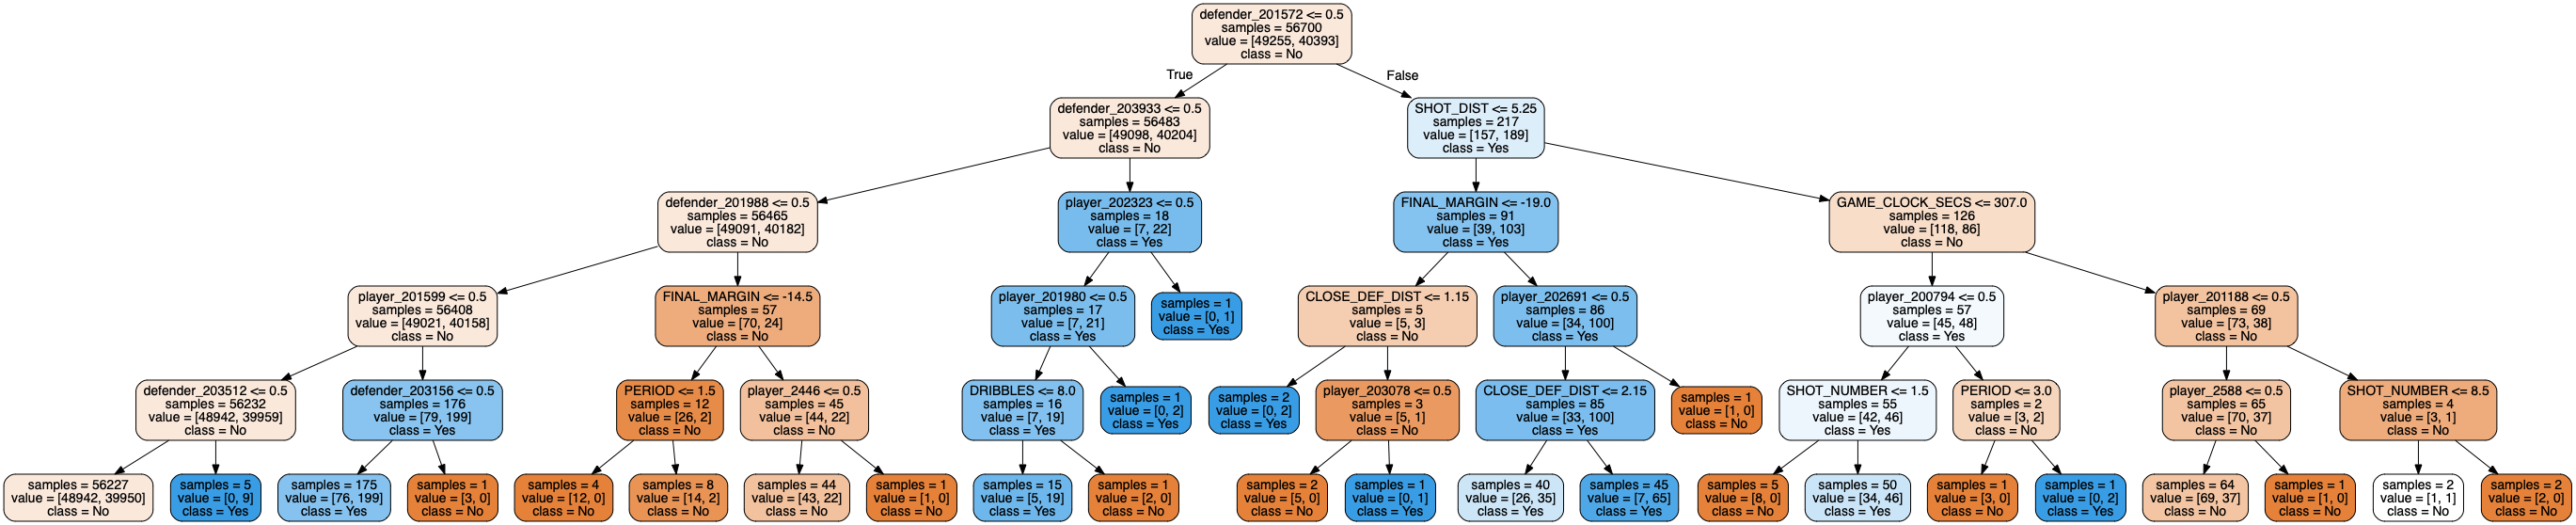 defender_201572 <= 0.5
samples = 56700
value = [49255, 40393]
class = No
True
False
defender_203933 <= 0.5
samples = 56483
value = [49098, 40204]
class = No
SHOT_DIST <= 5.25
samples = 217
value = [157, 189]
class = Yes
defender_201988 <= 0.5
samples = 56465
value = [49091, 40182]
class = No
player_202323 <= 0.5
samples = 18
value = [7, 22]
class = Yes
FINAL_MARGIN <= -19.0
samples = 91
value = [39, 103]
class = Yes
GAME_CLOCK_SECS <= 307.0
samples = 126
value = [118, 86]
class = No
player_201599 <= 0.5
samples = 56408
value = [49021, 40158]
class = No
FINAL_MARGIN <= -14.5
samples = 57
value = [70, 24]
class = No
player_201980 <= 0.5
samples = 17
value = [7, 21]
class = Yes
samples = 1
value = [0, 1]
class = Yes
CLOSE_DEF_DIST <= 1.15
samples = 5
value = [5, 3]
class = No
player_202691 <= 0.5
samples = 86
value = [34, 100]
class = Yes
player_200794 <= 0.5
samples = 57
value = [45, 48]
class = Yes
player_201188 <= 0.5
samples = 69
value = [73, 38]
class = No
defender_203512 <= 0.5
samples = 56232
value = [48942, 39959]
class = No
defender_203156 <= 0.5
samples = 176
value = [79, 199]
class = Yes
PERIOD <= 1.5
samples = 12
value = [26, 2]
class = No
player_2446 <= 0.5
samples = 45
value = [44, 22]
class = No
DRIBBLES <= 8.0
samples = 16
value = [7, 19]
class = Yes
samples = 1
value = [0, 2]
class = Yes
samples = 2
value = [0, 2]
class = Yes
player_203078 <= 0.5
samples = 3
value = [5, 1]
class = No
CLOSE_DEF_DIST <= 2.15
samples = 85
value = [33, 100]
class = Yes
samples = 1
value = [1, 0]
class = No
SHOT_NUMBER <= 1.5
samples = 55
value = [42, 46]
class = Yes
PERIOD <= 3.0
samples = 2
value = [3, 2]
class = No
player_2588 <= 0.5
samples = 65
value = [70, 37]
class = No
SHOT_NUMBER <= 8.5
samples = 4
value = [3, 1]
class = No
samples = 56227
value = [48942, 39950]
class = No
samples = 5
value = [0, 9]
class = Yes
samples = 175
value = [76, 199]
class = Yes
samples = 1
value = [3, 0]
class = No
samples = 4
value = [12, 0]
class = No
samples = 8
value = [14, 2]
class = No
samples = 44
value = [43, 22]
class = No
samples = 1
value = [1, 0]
class = No
samples = 15
value = [5, 19]
class = Yes
samples = 1
value = [2, 0]
class = No
samples = 2
value = [5, 0]
class = No
samples = 1
value = [0, 1]
class = Yes
samples = 40
value = [26, 35]
class = Yes
samples = 45
value = [7, 65]
class = Yes
samples = 5
value = [8, 0]
class = No
samples = 50
value = [34, 46]
class = Yes
samples = 1
value = [3, 0]
class = No
samples = 1
value = [0, 2]
class = Yes
samples = 64
value = [69, 37]
class = No
samples = 1
value = [1, 0]
class = No
samples = 2
value = [1, 1]
class = No
samples = 2
value = [2, 0]
class = No